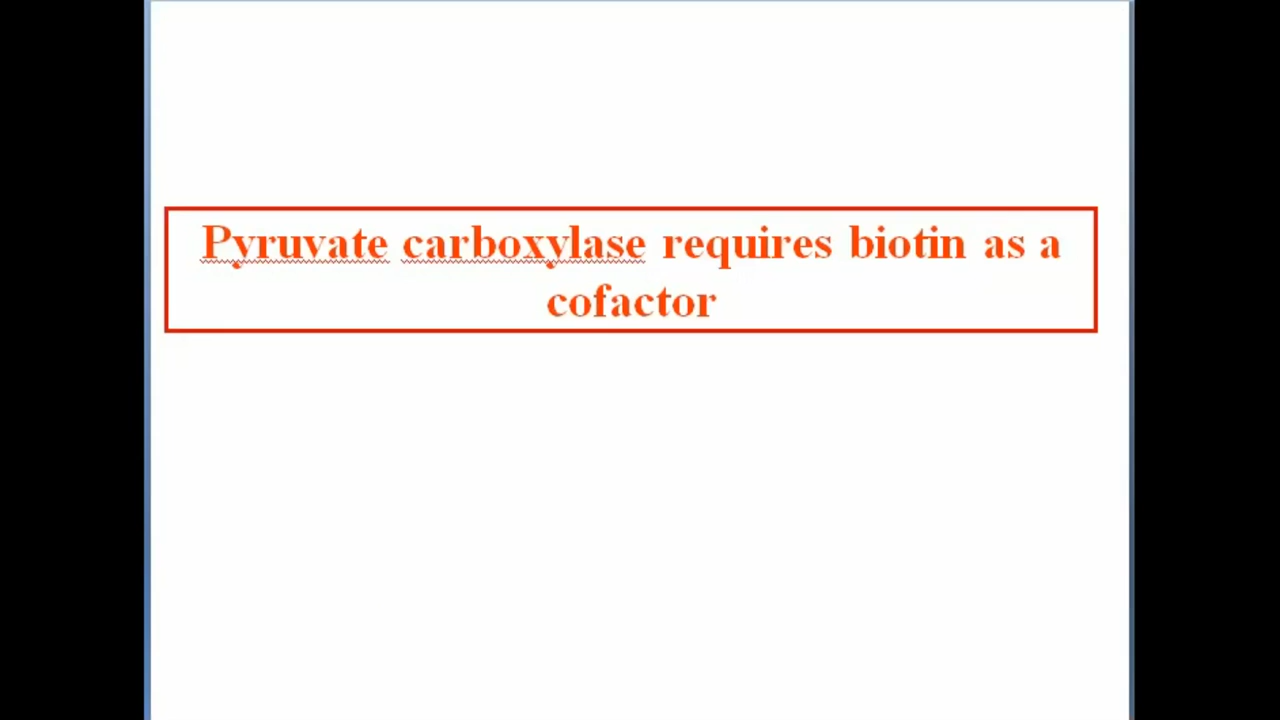 Pyruvate carboxylase requires biotin as a
cofactor